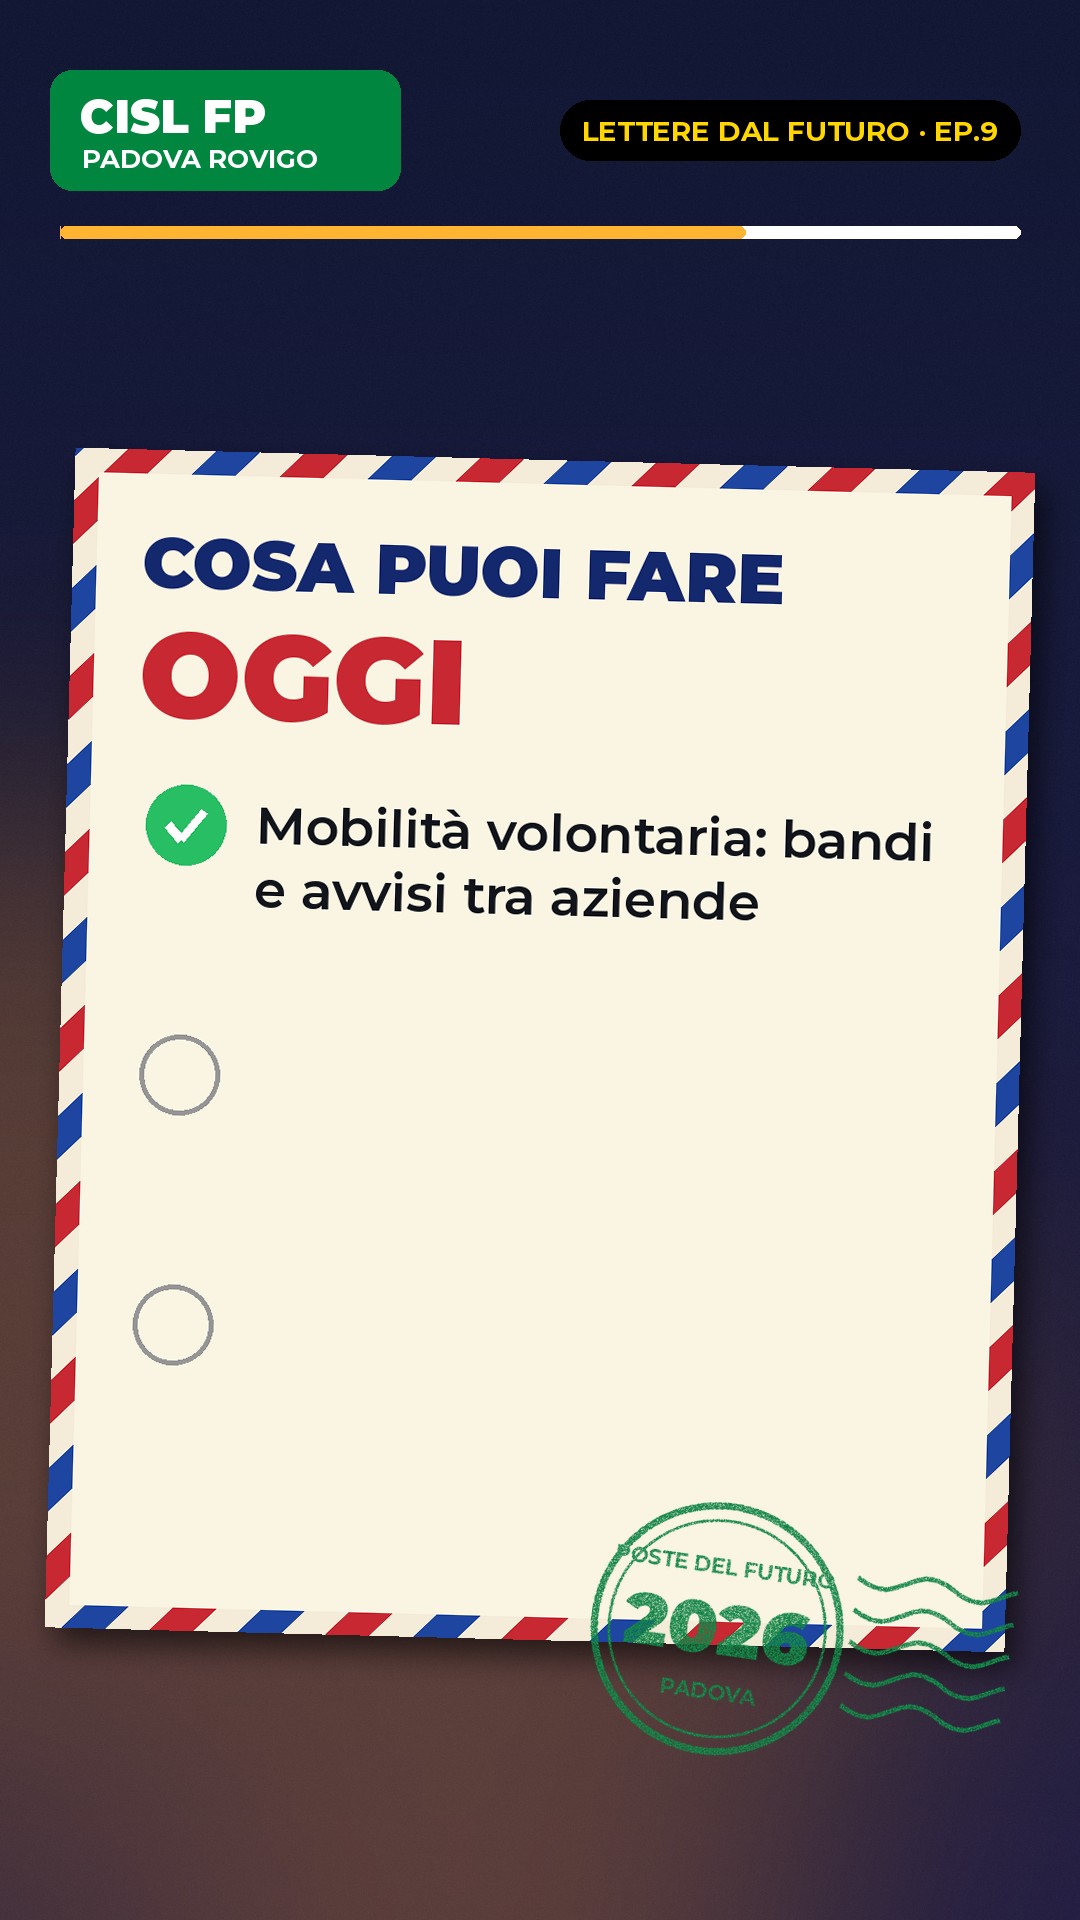 CISL FP
PADOVA ROVIGO
LETTERE DAL FUTURO · EP.9
COSA PUOI FARE
OGGI
Mobilità volontaria: bandi
e avvisi tra aziende
POSTE DEL FUTURO
2026
PADOVA